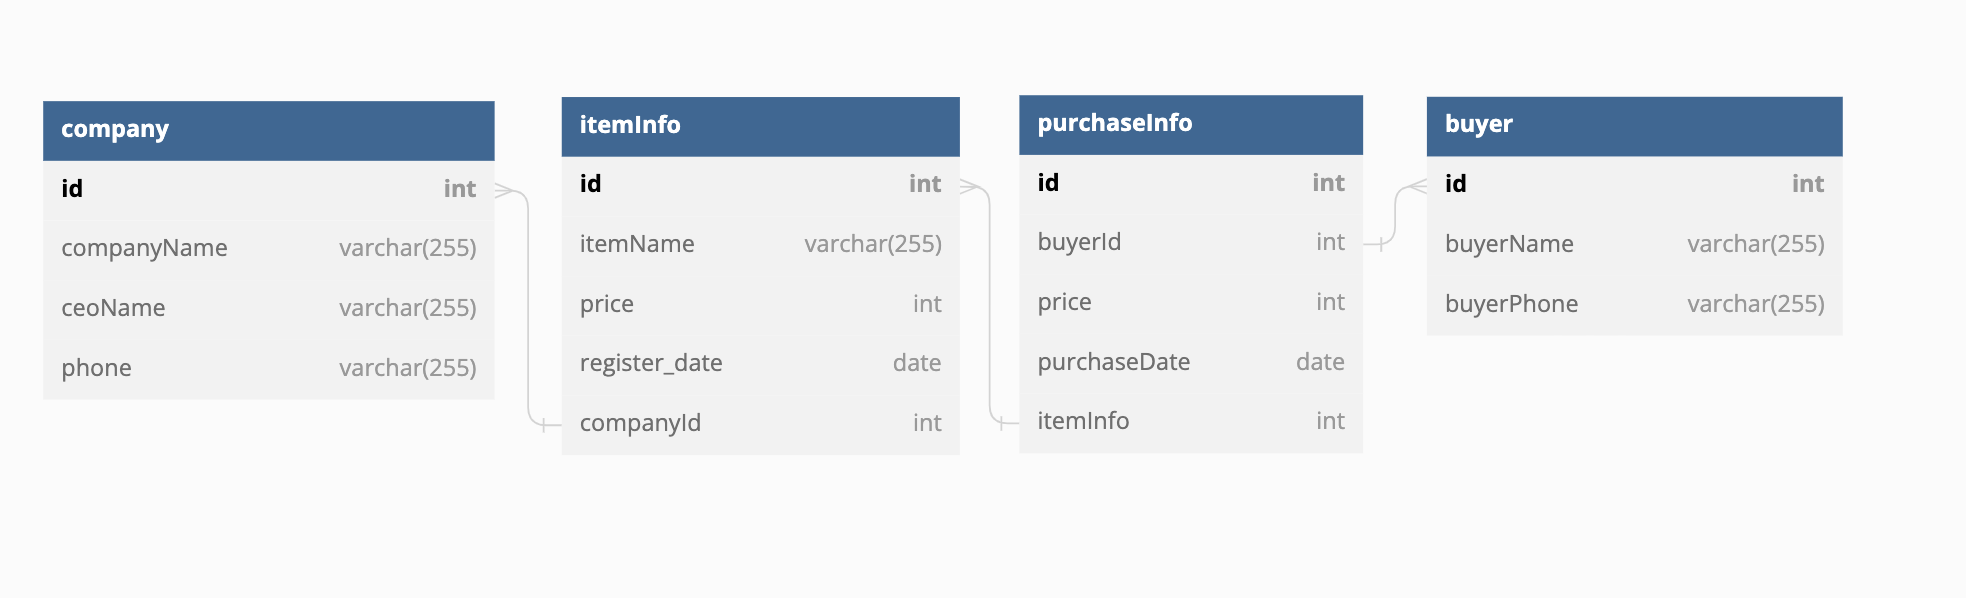 company
id int
companyName varchar(255)
ceoName varchar(255)
phone varchar(255)
itemInfo
id int
itemName varchar(255)
price int
register_date date
companyId int
purchaseInfo
id int
buyerId int
price int
purchaseDate date
itemInfo int
buyer
id int
buyerName varchar(255)
buyerPhone varchar(255)